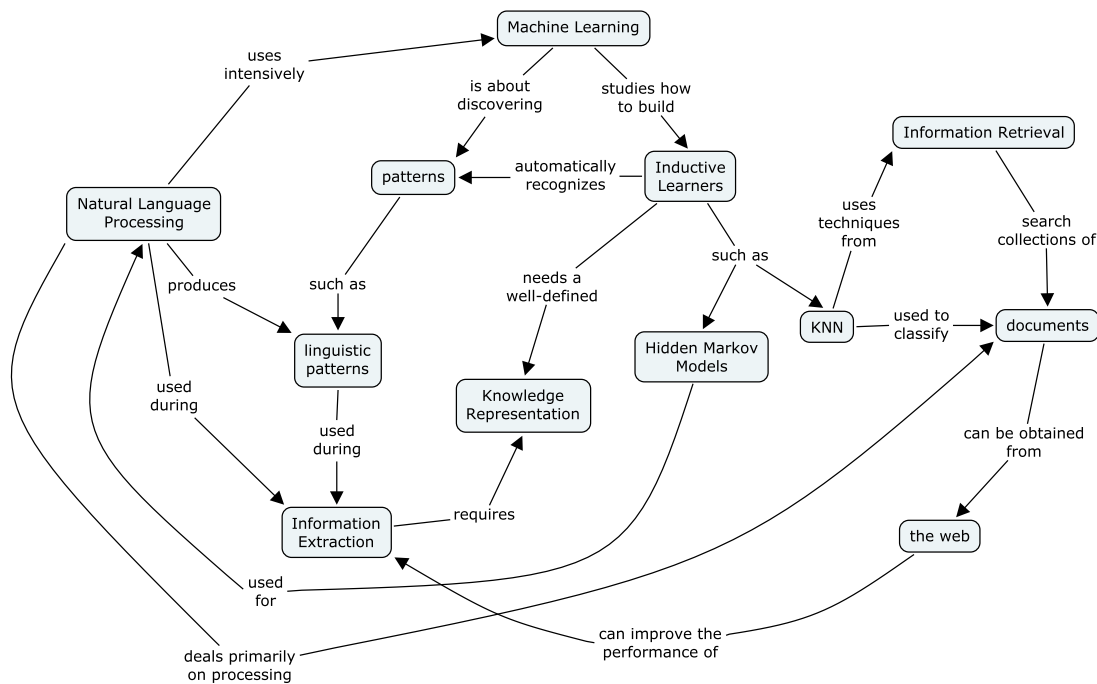 Machine Learning
uses
intensively
is about
discovering
studies how
to build
Information Retrieval
patterns
automatically
recognizes
Inductive
Learners
Natural Language
Processing
uses
techniques
from
search
collections of
produces
such as
needs a
well-defined
such as
KNN
used to
classify
documents
linguistic
patterns
Hidden Markov
Models
used
during
Knowledge
Representation
used
during
can be obtained
from
Information
Extraction
requires
the web
used
for
can improve the
performance of
deals primarily
on processing